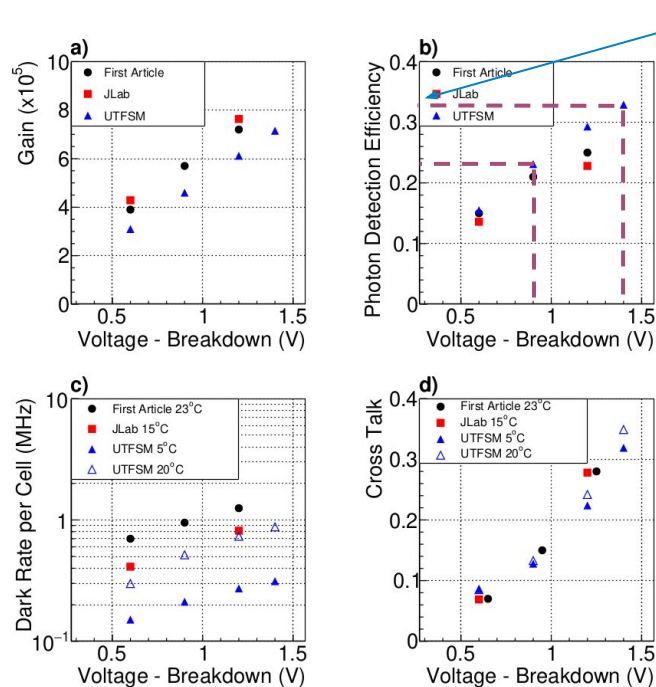 a)
Gain (x10⁵)
First Article
JLab
UTFSM
10
8
6
4
2
0
0.5 1 1.5
Voltage - Breakdown (V)
b)
Photon Detection Efficiency
First Article
JLab
UTFSM
0.4
0.3
0.2
0.1
0
0.5 1 1.5
Voltage - Breakdown (V)
c)
Dark Rate per Cell (MHz)
First Article 23°C
JLab 15°C
UTFSM 5°C
UTFSM 20°C
10
1
10⁻¹
0.5 1 1.5
Voltage - Breakdown (V)
d)
Cross Talk
First Article 23°C
JLab 15°C
UTFSM 5°C
UTFSM 20°C
0.4
0.3
0.2
0.1
0
0.5 1 1.5
Voltage - Breakdown (V)